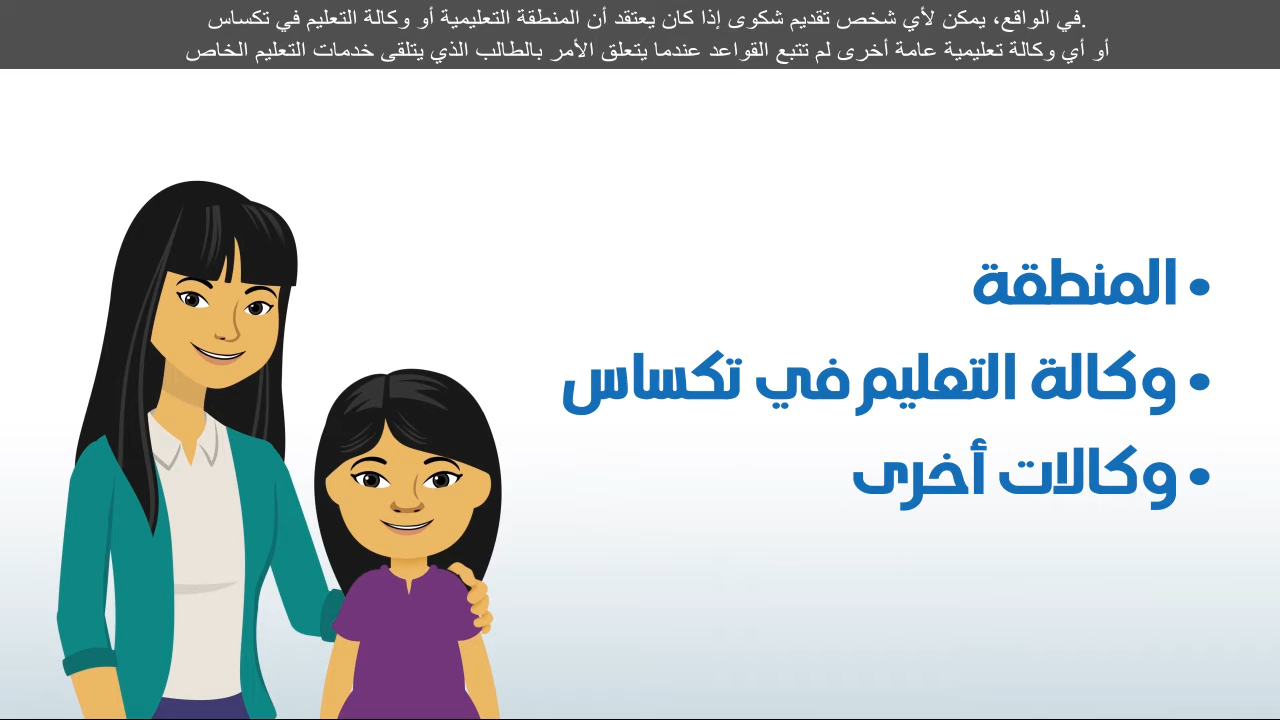 في الواقع، يمكن لأي شخص تقديم شكوى إذا كان يعتقد أن المنطقة التعليمية أو وكالة التعليم في تكساس.
أو أي وكالة تعليمية عامة أخرى لم تتبع القواعد عندما يتعلق الأمر بالطالب الذي يتلقى خدمات التعليم الخاص
• المنطقة
• وكالة التعليم في تكساس
• وكالات أخرى